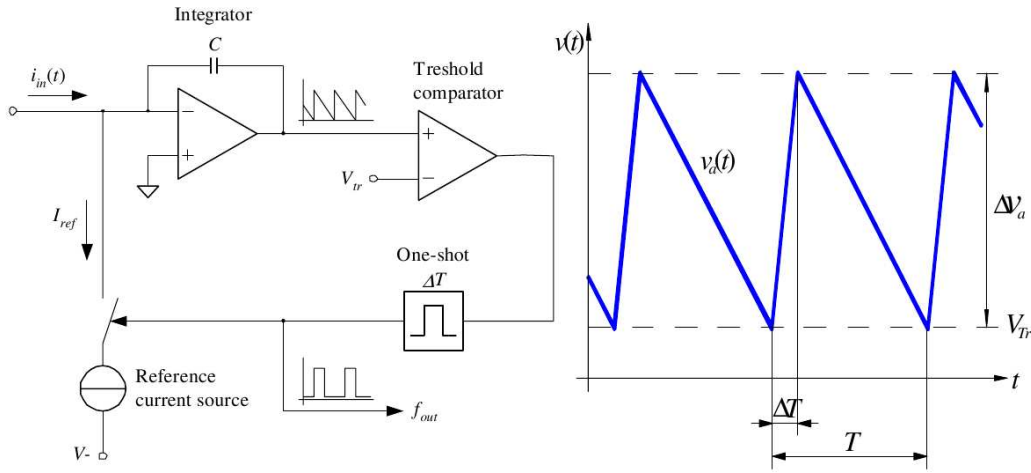 Integrator
C
i_in(t)
Treshold
comparator
−
+
+
−
V_tr
I_ref
One-shot
ΔT
Reference
current source
V-
f_out
v(t)
v_a(t)
ΔV_a
V_Tr
t
ΔT
T